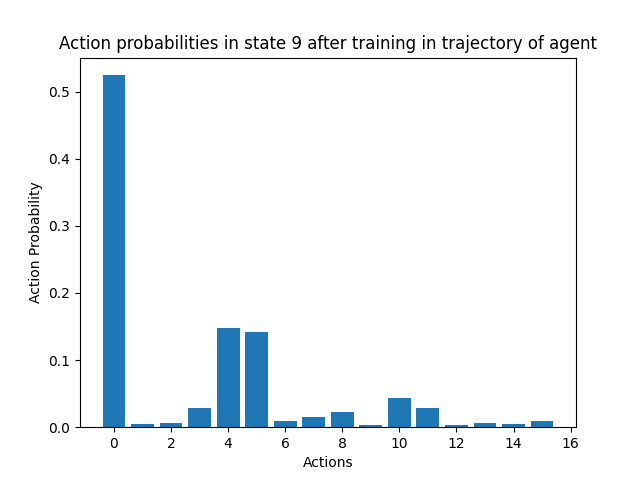 Action probabilities in state 9 after training in trajectory of agent
Action Probability
0.5
0.4
0.3
0.2
0.1
0.0
0 2 4 6 8 10 12 14 16
Actions